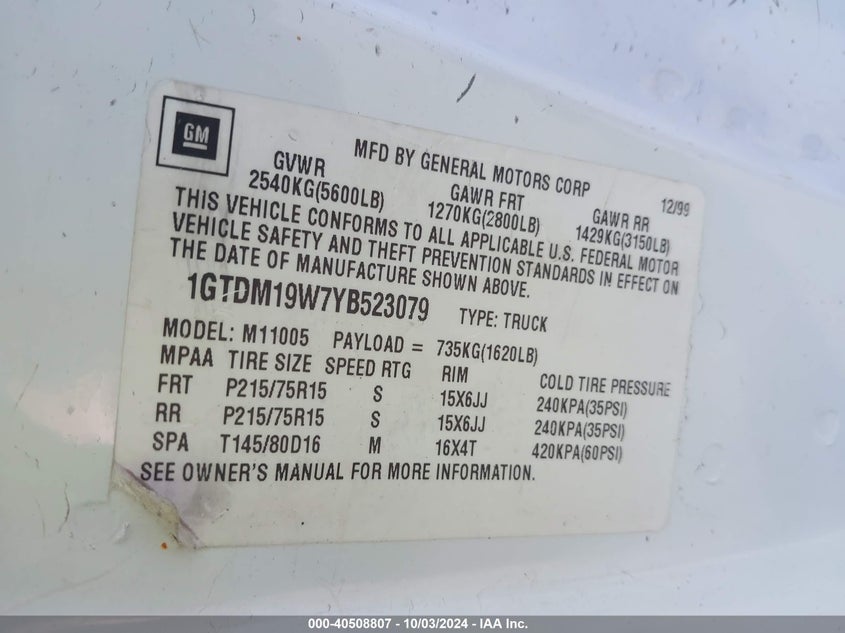 GM
MFD BY GENERAL MOTORS CORP 12/99
GVWR GAWR FRT GAWR RR
2540KG(5600LB) 1270KG(2800LB) 1429KG(3150LB)
THIS VEHICLE CONFORMS TO ALL APPLICABLE U.S. FEDERAL MOTOR
VEHICLE SAFETY AND THEFT PREVENTION STANDARDS IN EFFECT ON
THE DATE OF MANUFACTURE SHOWN ABOVE.
1GTDM19W7YB523079 TYPE: TRUCK
MODEL: M11005 PAYLOAD = 735KG(1620LB)
MPAA TIRE SIZE SPEED RTG RIM COLD TIRE PRESSURE
FRT P215/75R15 S 15X6JJ 240KPA(35PSI)
RR P215/75R15 S 15X6JJ 240KPA(35PSI)
SPA T145/80D16 M 16X4T 420KPA(60PSI)
SEE OWNER'S MANUAL FOR MORE INFORMATION.
000-40508807 - 10/03/2024 - IAA Inc.